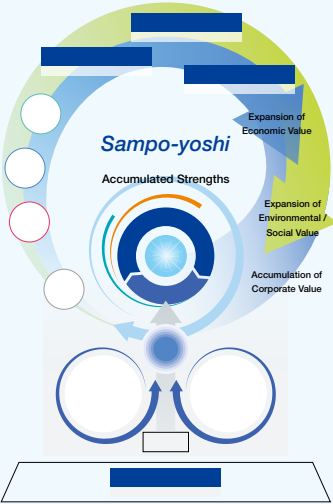 Expansion of
Economic Value
Sampo-yoshi
Accumulated Strengths
Expansion of
Environmental /
Social Value
Accumulation of
Corporate Value